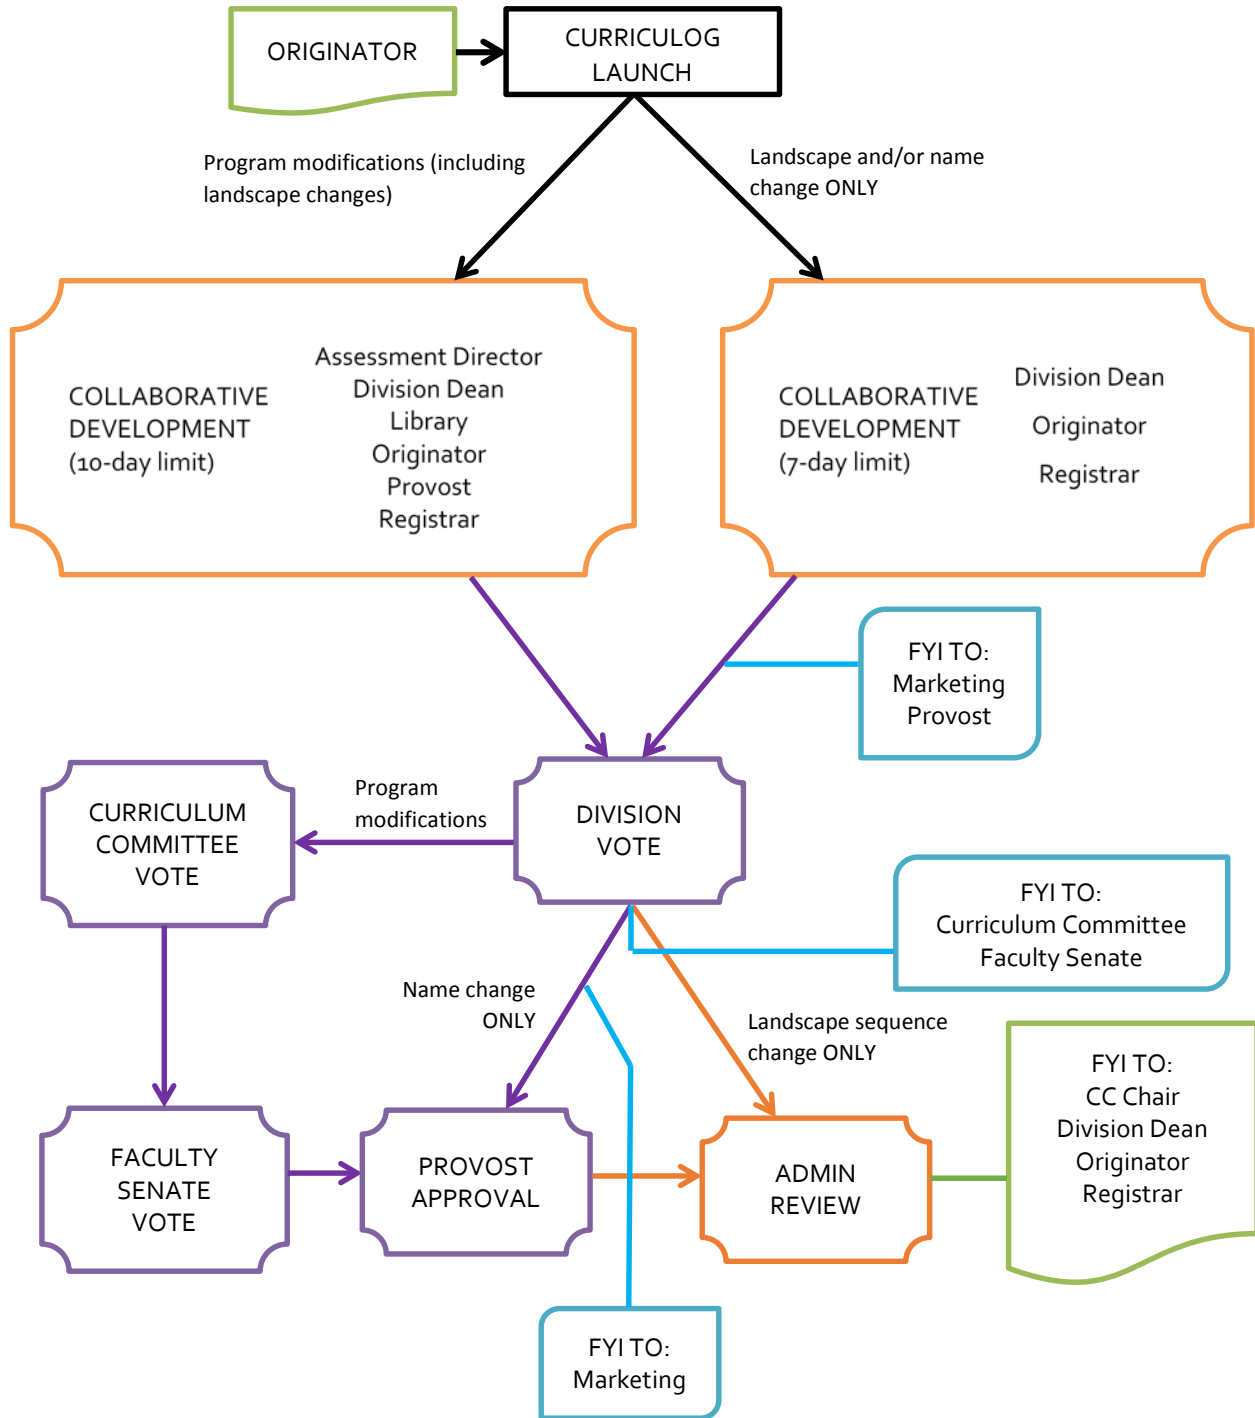 ORIGINATOR
CURRICULOG
LAUNCH
Program modifications (including
landscape changes)
Landscape and/or name
change ONLY
COLLABORATIVE
DEVELOPMENT
(10-day limit)
Assessment Director
Division Dean
Library
Originator
Provost
Registrar
COLLABORATIVE
DEVELOPMENT
(7-day limit)
Division Dean
Originator
Registrar
FYI TO:
Marketing
Provost
CURRICULUM
COMMITTEE
VOTE
Program
modifications
DIVISION
VOTE
FYI TO:
Curriculum Committee
Faculty Senate
Name change
ONLY
Landscape sequence
change ONLY
FACULTY
SENATE
VOTE
PROVOST
APPROVAL
ADMIN
REVIEW
FYI TO:
CC Chair
Division Dean
Originator
Registrar
FYI TO:
Marketing